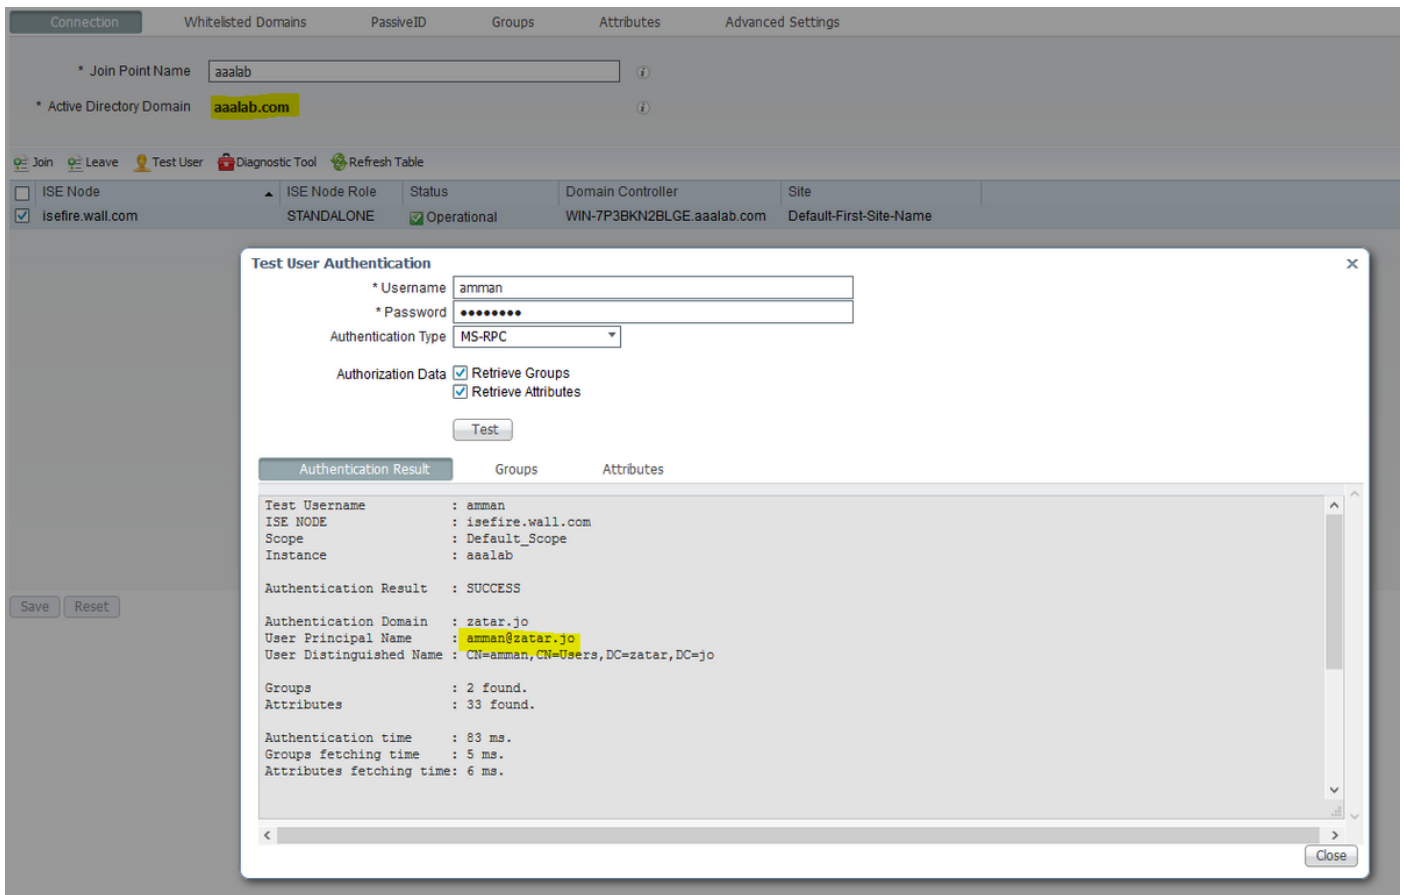 Connection Whitelisted Domains PassiveID Groups Attributes Advanced Settings
* Join Point Name aaalab
* Active Directory Domain aaalab.com
Join Leave Test User Diagnostic Tool Refresh Table
ISE Node ISE Node Role Status Domain Controller Site
isefire.wall.com STANDALONE Operational WIN-7P3BKN2BLGE.aaalab.com Default-First-Site-Name
Test User Authentication
* Username amman
* Password ••••••••
Authentication Type MS-RPC
Authorization Data Retrieve Groups
Retrieve Attributes
Test
Authentication Result Groups Attributes
Test Username : amman
ISE NODE : isefire.wall.com
Scope : Default_Scope
Instance : aaalab
Authentication Result : SUCCESS
Authentication Domain : zatar.jo
User Principal Name : amman@zatar.jo
User Distinguished Name : CN=amman,CN=Users,DC=zatar,DC=jo
Groups : 2 found.
Attributes : 33 found.
Authentication time : 83 ms.
Groups fetching time : 5 ms.
Attributes fetching time: 6 ms.
Save Reset
Close